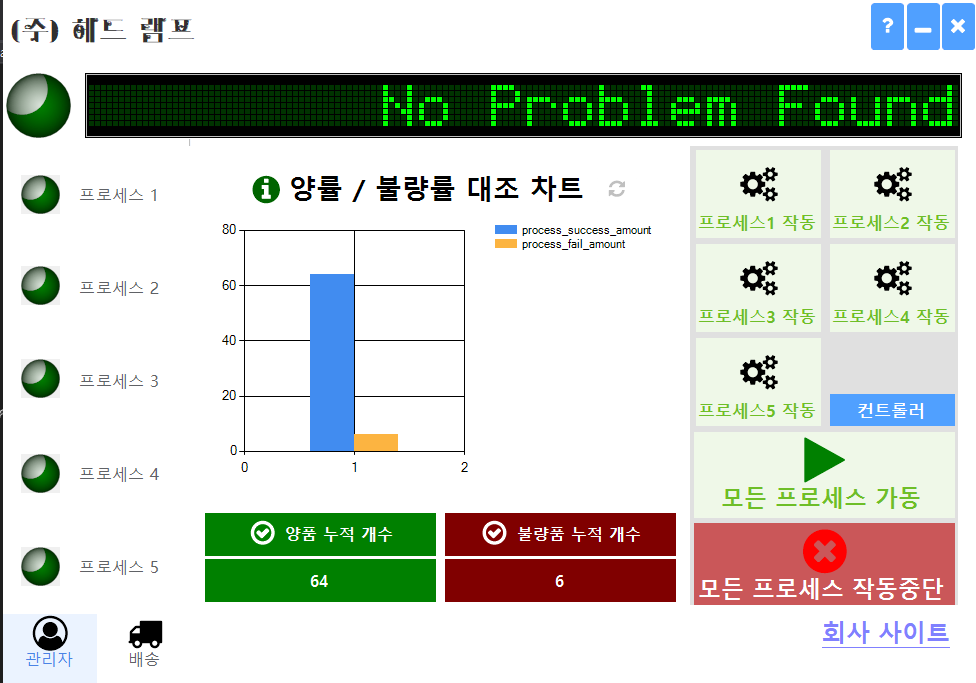 (주) 헤드 램프
?
No Problem Found
프로세스 1
프로세스 2
프로세스 3
프로세스 4
프로세스 5
양률 / 불량률 대조 차트
process_success_amount
process_fail_amount
80
60
40
20
0
0 1 2
양품 누적 개수
64
불량품 누적 개수
6
프로세스1 작동
프로세스2 작동
프로세스3 작동
프로세스4 작동
프로세스5 작동
컨트롤러
모든 프로세스 가동
모든 프로세스 작동중단
관리자
배송
회사 사이트